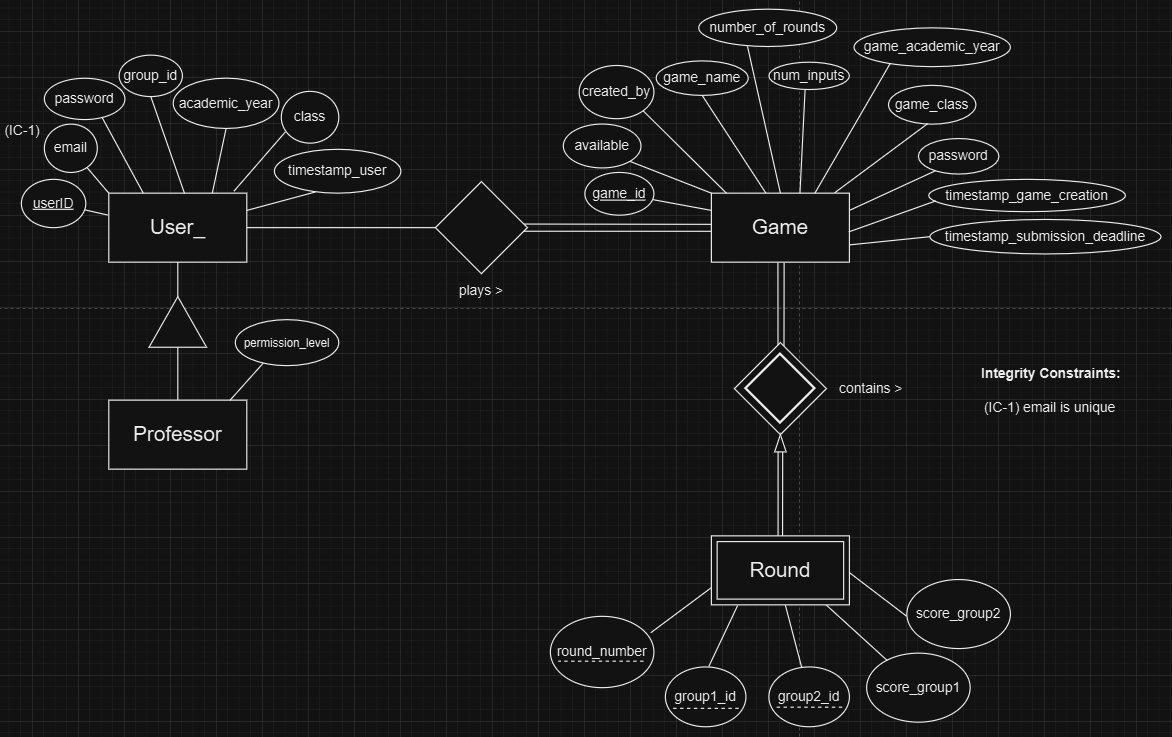 number_of_rounds
game_academic_year
group_id
game_name
num_inputs
password
academic_year
created_by
game_class
class
(IC-1)
email
available
password
timestamp_user
userID
game_id
timestamp_game_creation
User_
Game
timestamp_submission_deadline
plays >
permission_level
Integrity Constraints:
contains >
(IC-1) email is unique
Professor
Round
score_group2
round_number
score_group1
group1_id
group2_id